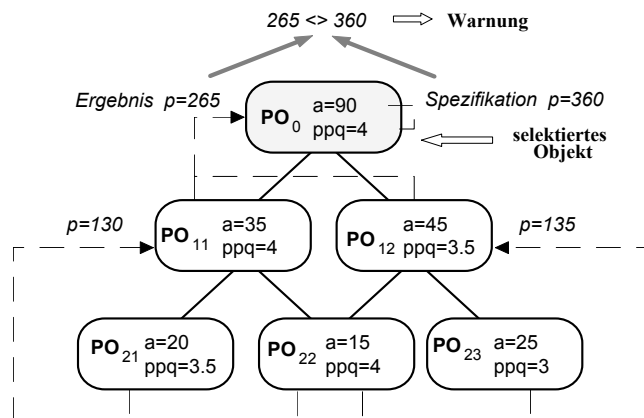 265 <> 360 Warnung
Ergebnis p=265 Spezifikation p=360
PO0 a=90
ppq=4
selektiertes
Objekt
p=130 p=135
PO11 a=35
ppq=4
PO12 a=45
ppq=3.5
PO21 a=20
ppq=3.5
PO22 a=15
ppq=4
PO23 a=25
ppq=3